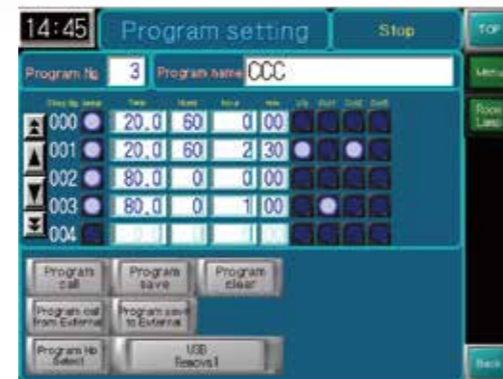 14:45 Program setting Stop TOP
Program No. 3 Program name CCC
Menu
Room Lamp
000 20.0 60 0 00
001 20.0 60 2 30
002 80.0 0 0 00
003 80.0 0 1 00
004
Program call Program save Program clear
Program call from External Program save to External
Program No Select USB Removal
Back